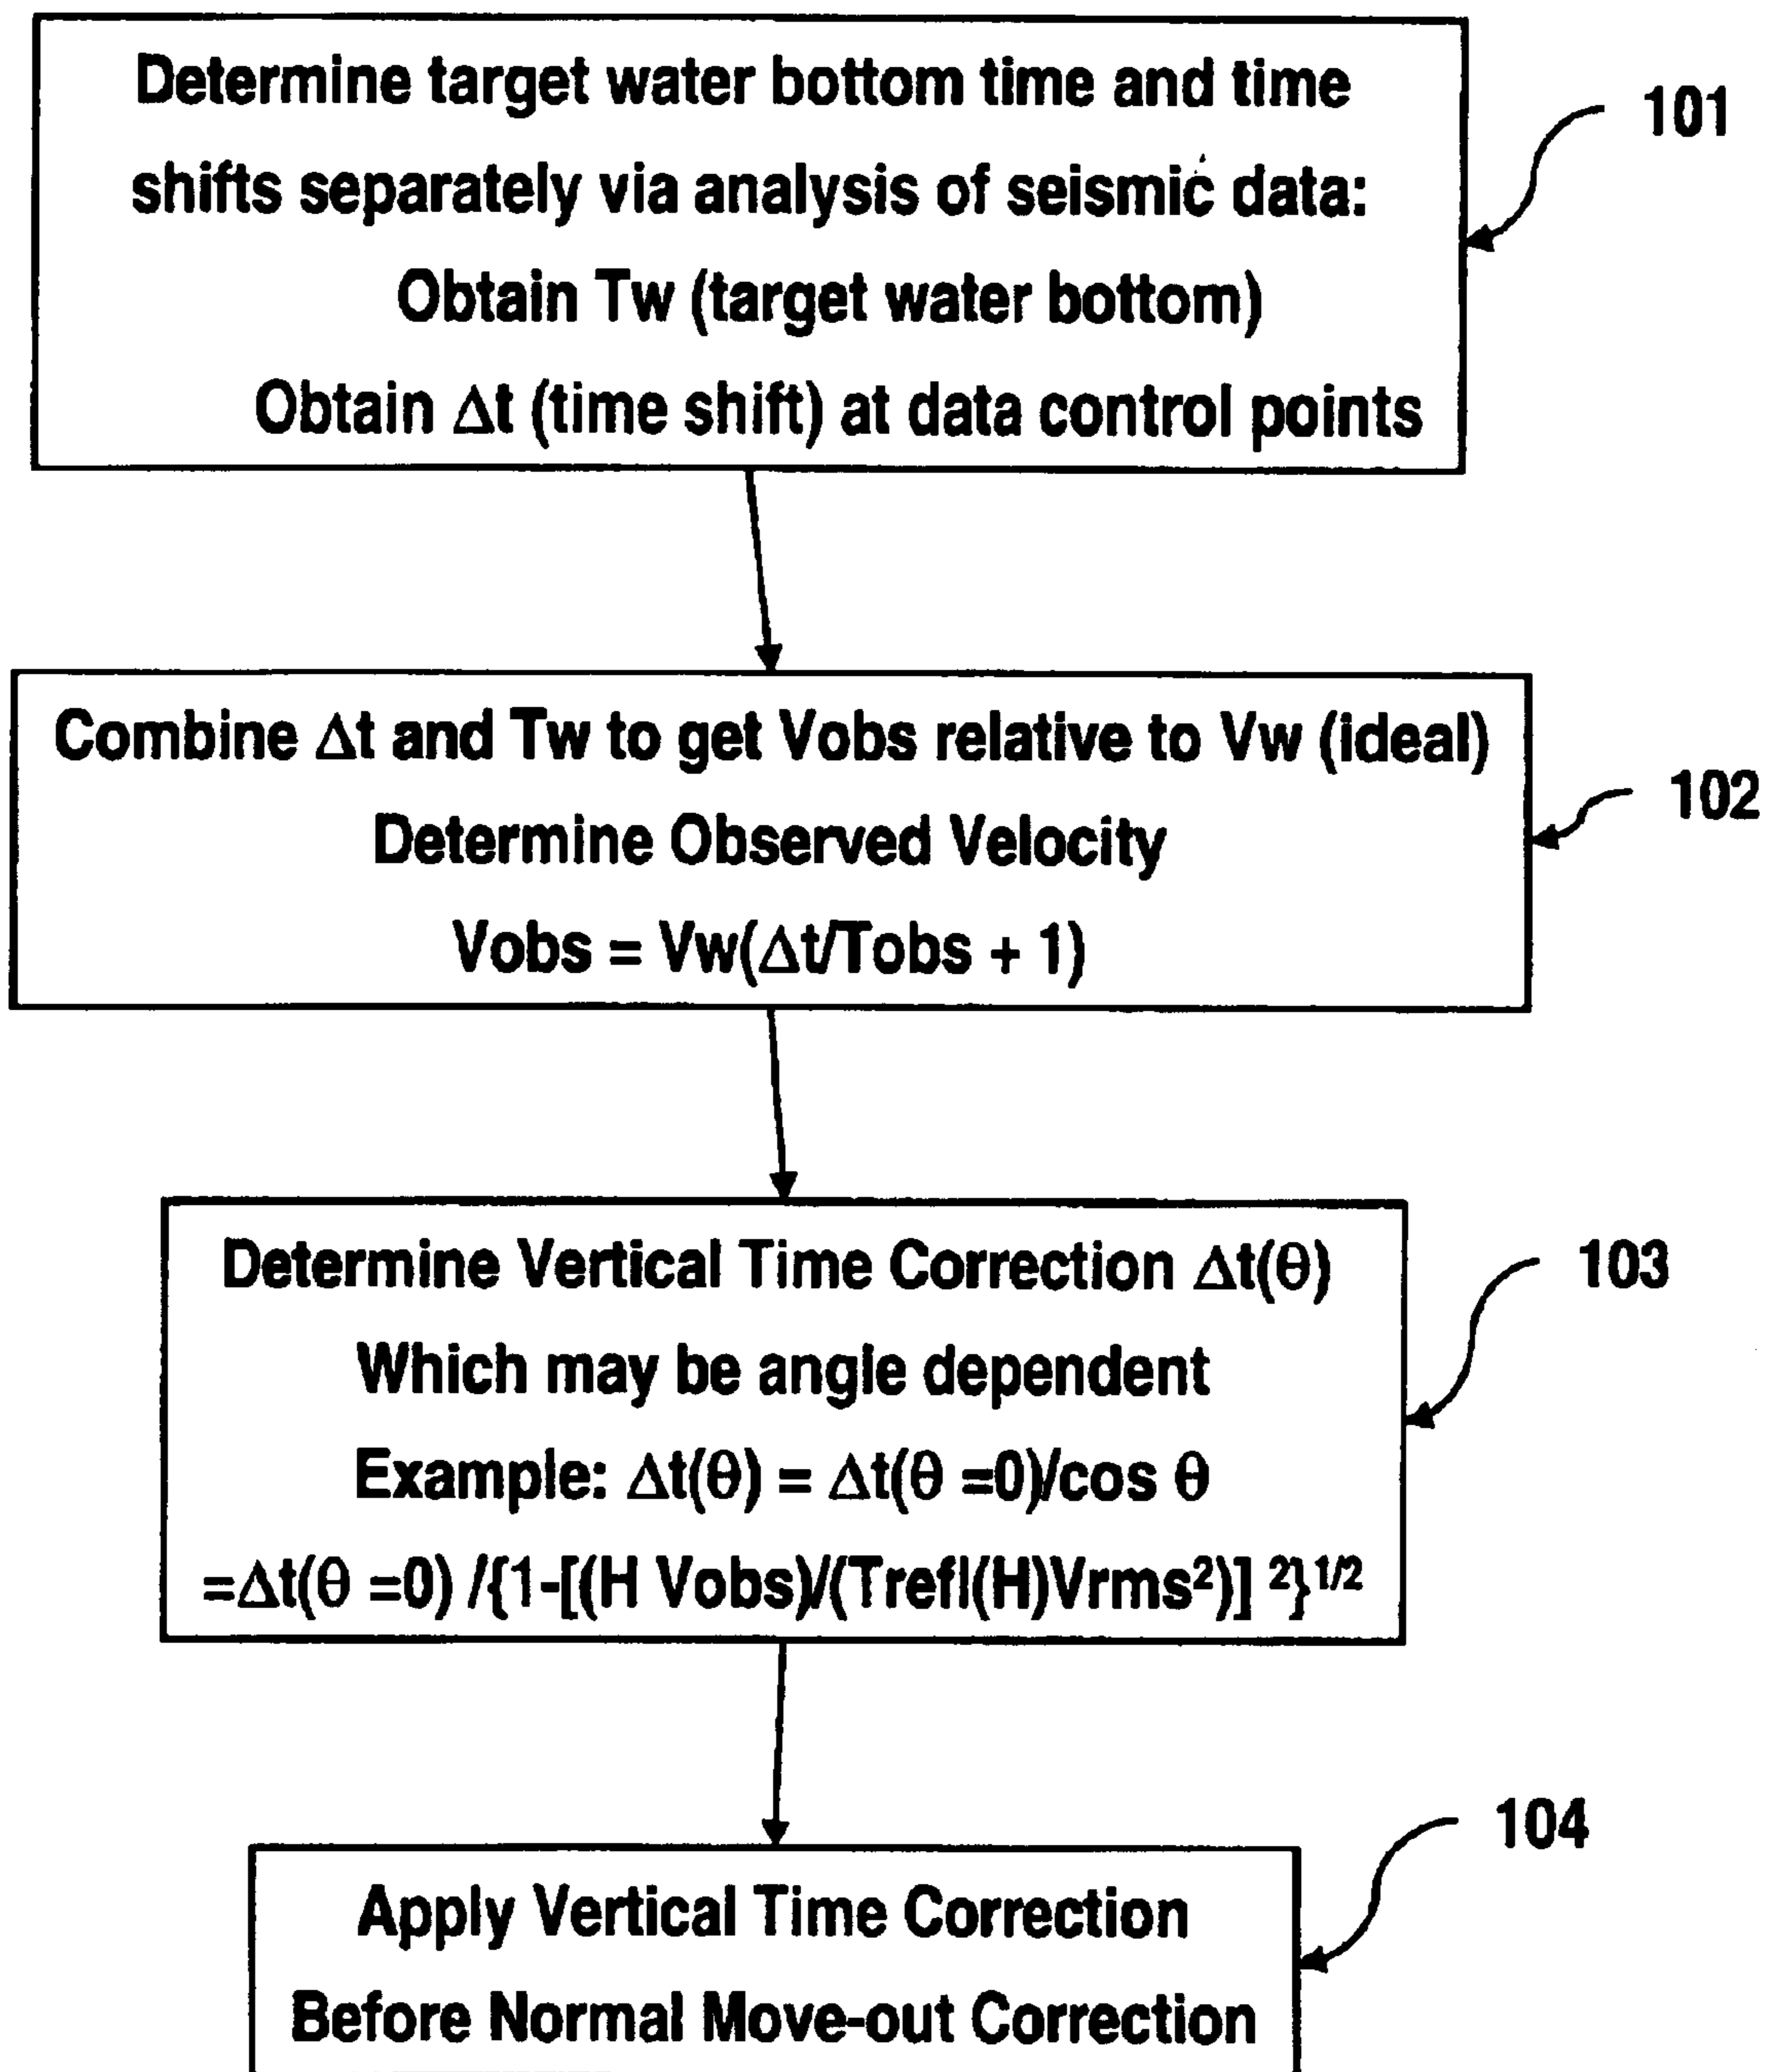 Determine target water bottom time and time
shifts separately via analysis of seismic data:
Obtain Tw (target water bottom)
Obtain Δt (time shift) at data control points
101
Combine Δt and Tw to get Vobs relative to Vw (ideal)
Determine Observed Velocity
Vobs = Vw(Δt/Tobs + 1)
102
Determine Vertical Time Correction Δt(θ)
Which may be angle dependent
Example: Δt(θ) = Δt(θ =0)/cos θ
=Δt(θ =0) /{1-[(H Vobs)/(Trefl(H)Vrms²)] ²}¹/²
103
Apply Vertical Time Correction
Before Normal Move-out Correction
104